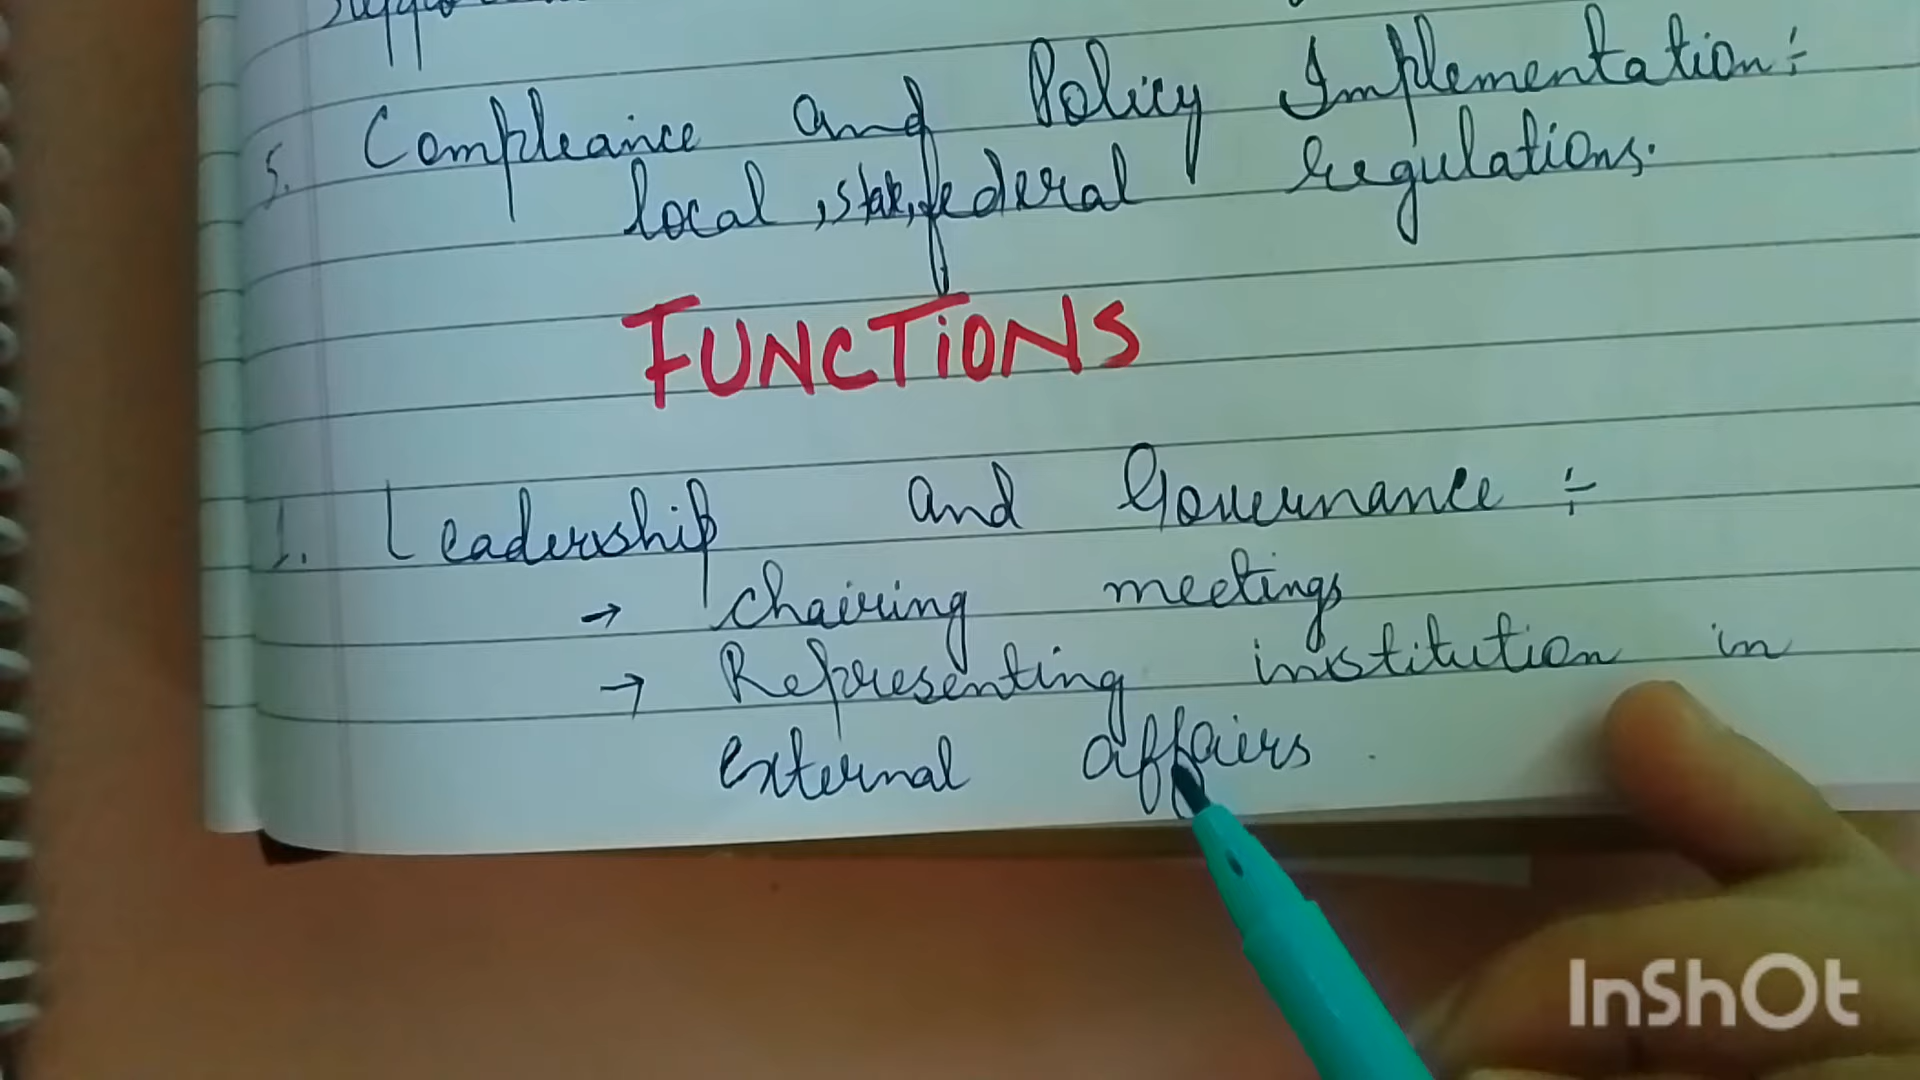 5. Compleance and Policy Implementation:-
local, state, federal regulations.
FUNCTIONS
1. Leadership and Governance :-
→ chairing meetings
→ Representing institution in
external affairs.
InShOt